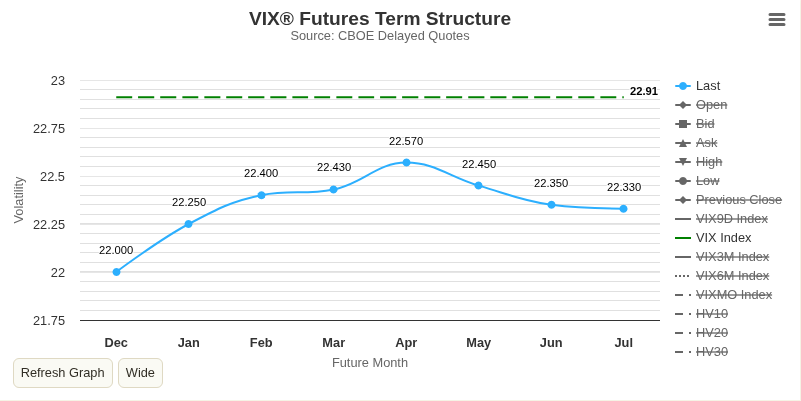 VIX® Futures Term Structure
Source: CBOE Delayed Quotes
23
22.75
22.5
22.25
22
21.75
Volatility
22.91
22.000
22.250
22.400
22.430
22.570
22.450
22.350
22.330
Dec Jan Feb Mar Apr May Jun Jul
Future Month
Last
Open
Bid
Ask
High
Low
Previous Close
VIX9D Index
VIX Index
VIX3M Index
VIX6M Index
VIXMO Index
HV10
HV20
HV30
Refresh Graph
Wide